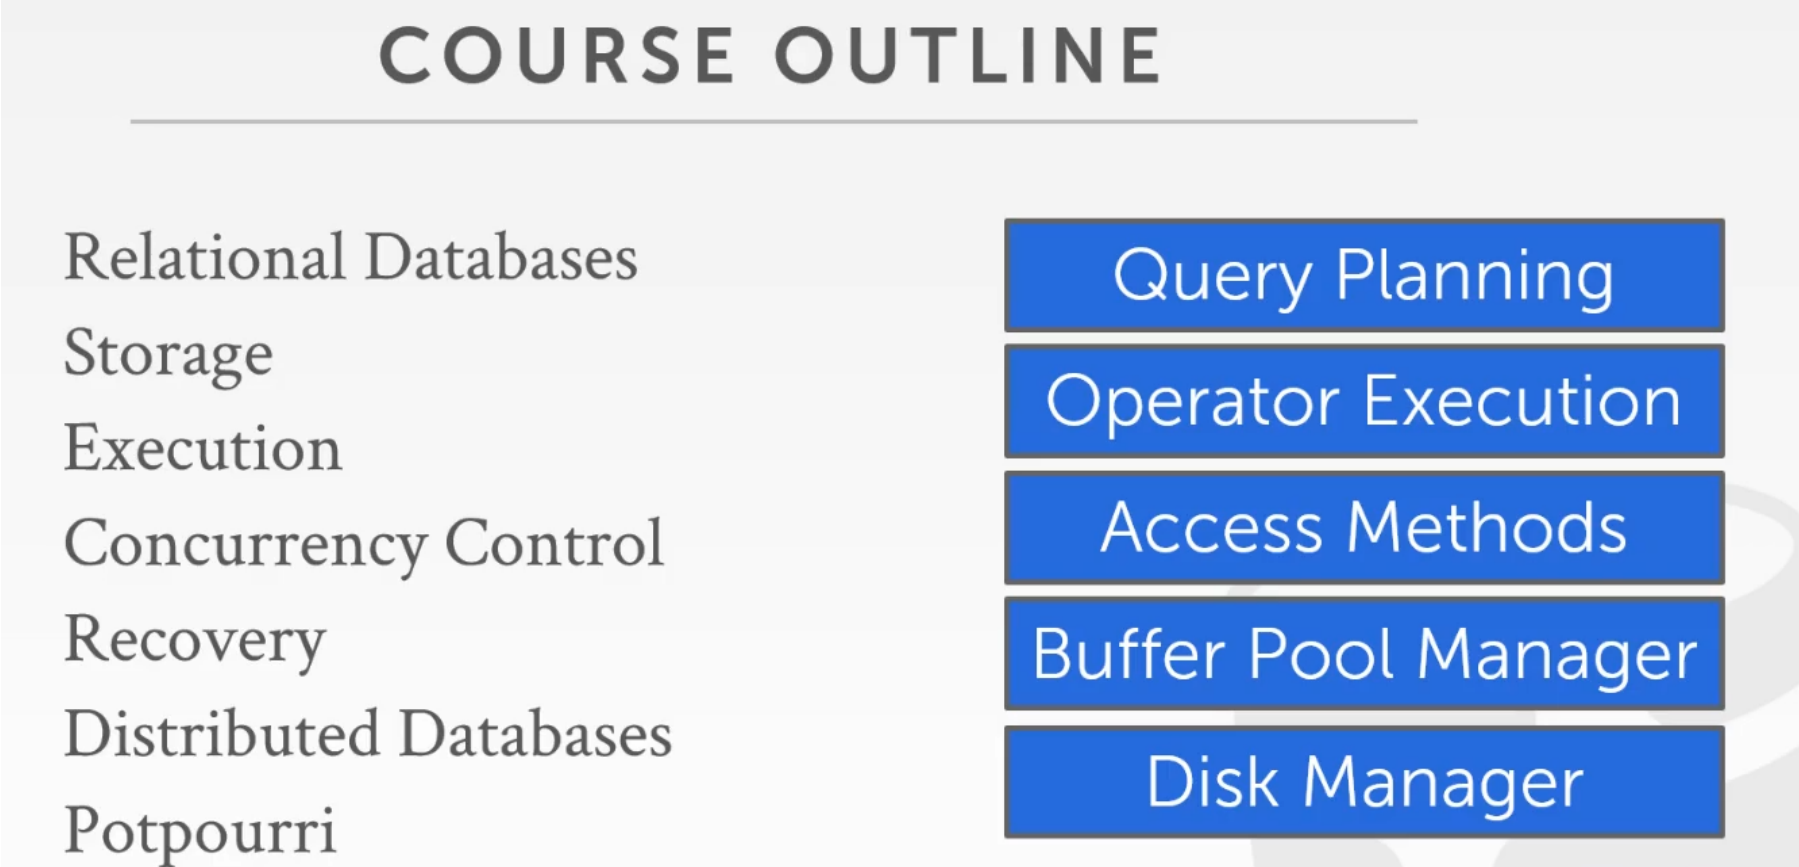 COURSE OUTLINE
Relational Databases
Storage
Execution
Concurrency Control
Recovery
Distributed Databases
Potpourri
Query Planning
Operator Execution
Access Methods
Buffer Pool Manager
Disk Manager